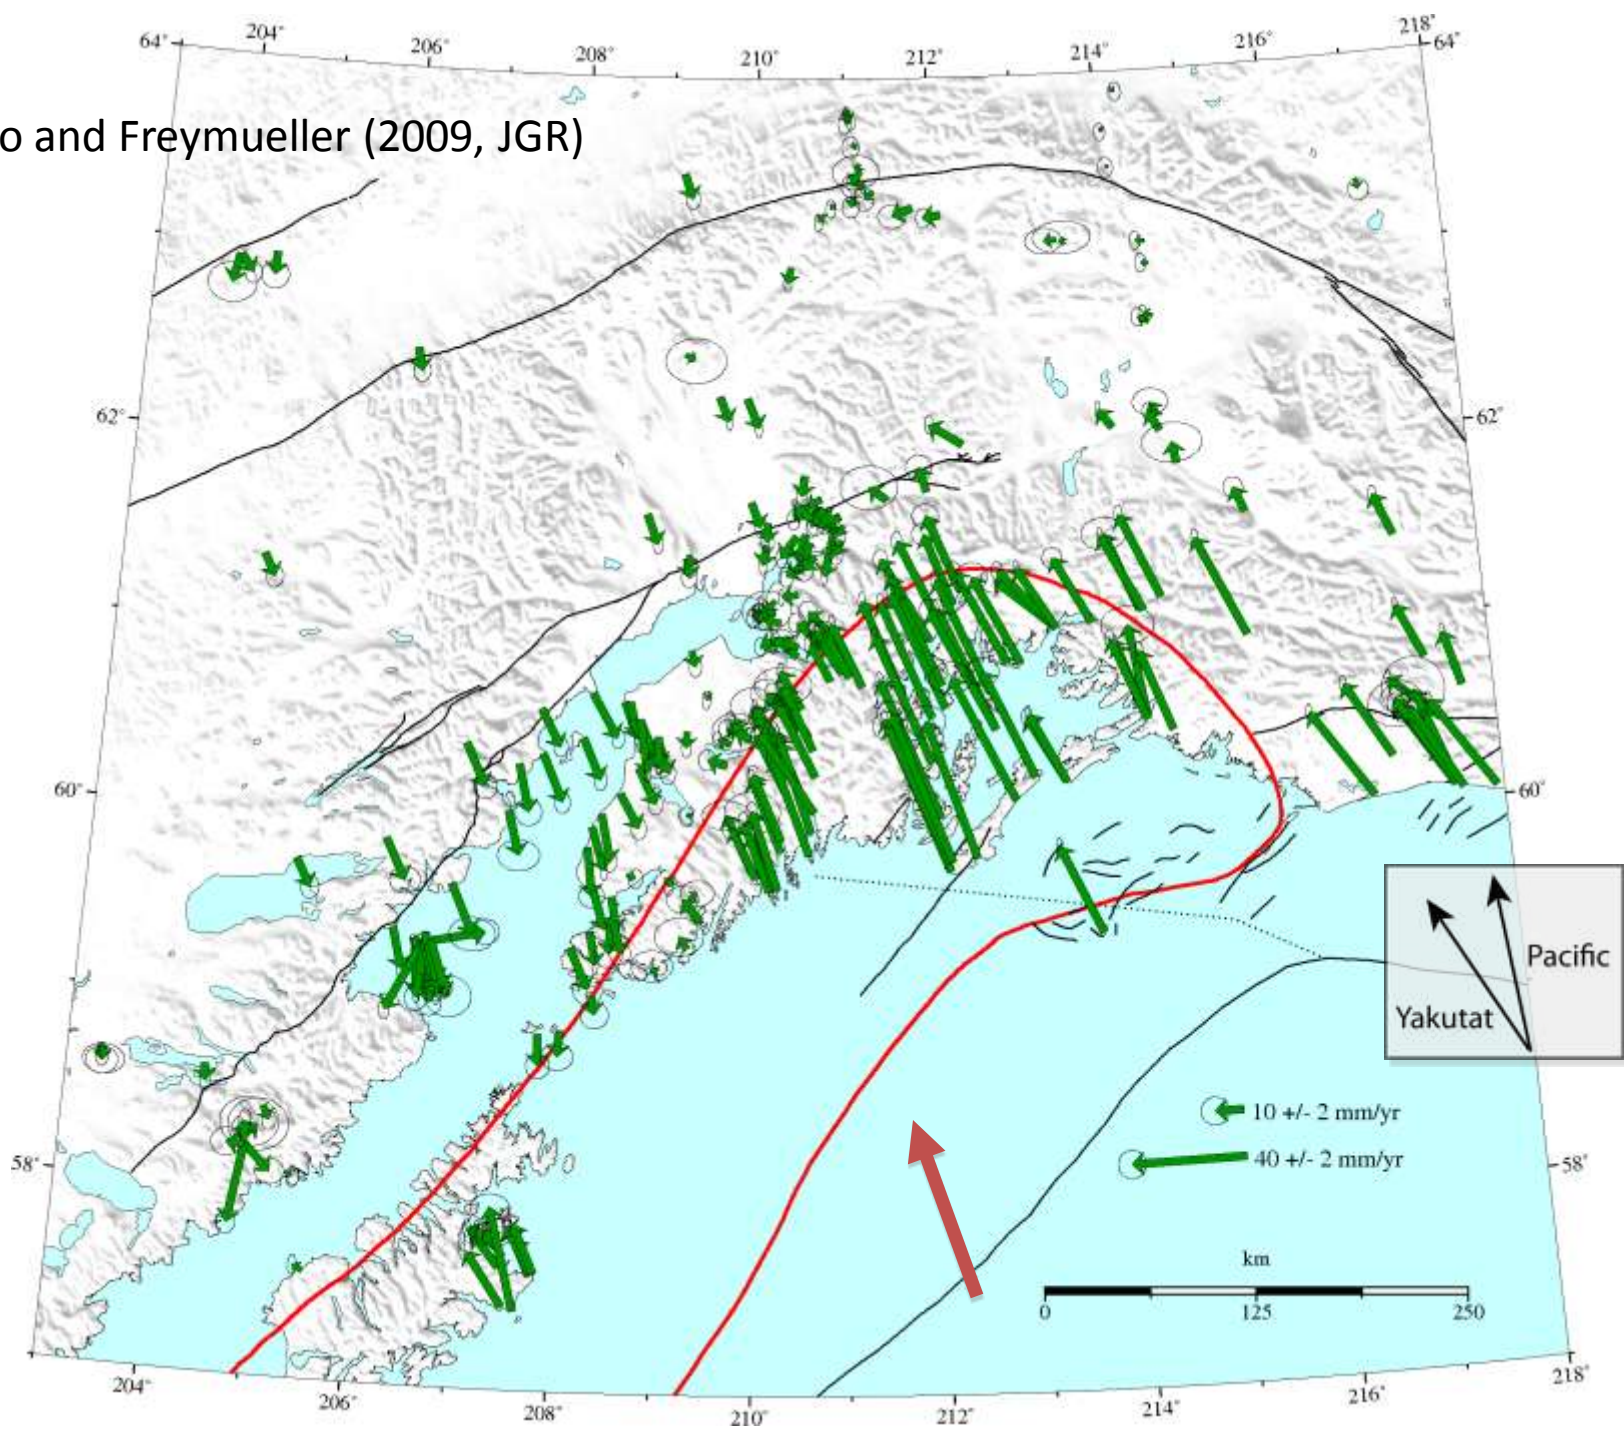 204° 206° 208° 210° 212° 214° 216° 218°
64° 64°
o and Freymueller (2009, JGR)
62° 62°
60° 60°
Pacific
Yakutat
10 +/- 2 mm/yr
40 +/- 2 mm/yr
58° 58°
km
0 125 250
204° 206° 208° 210° 212° 214° 216° 218°